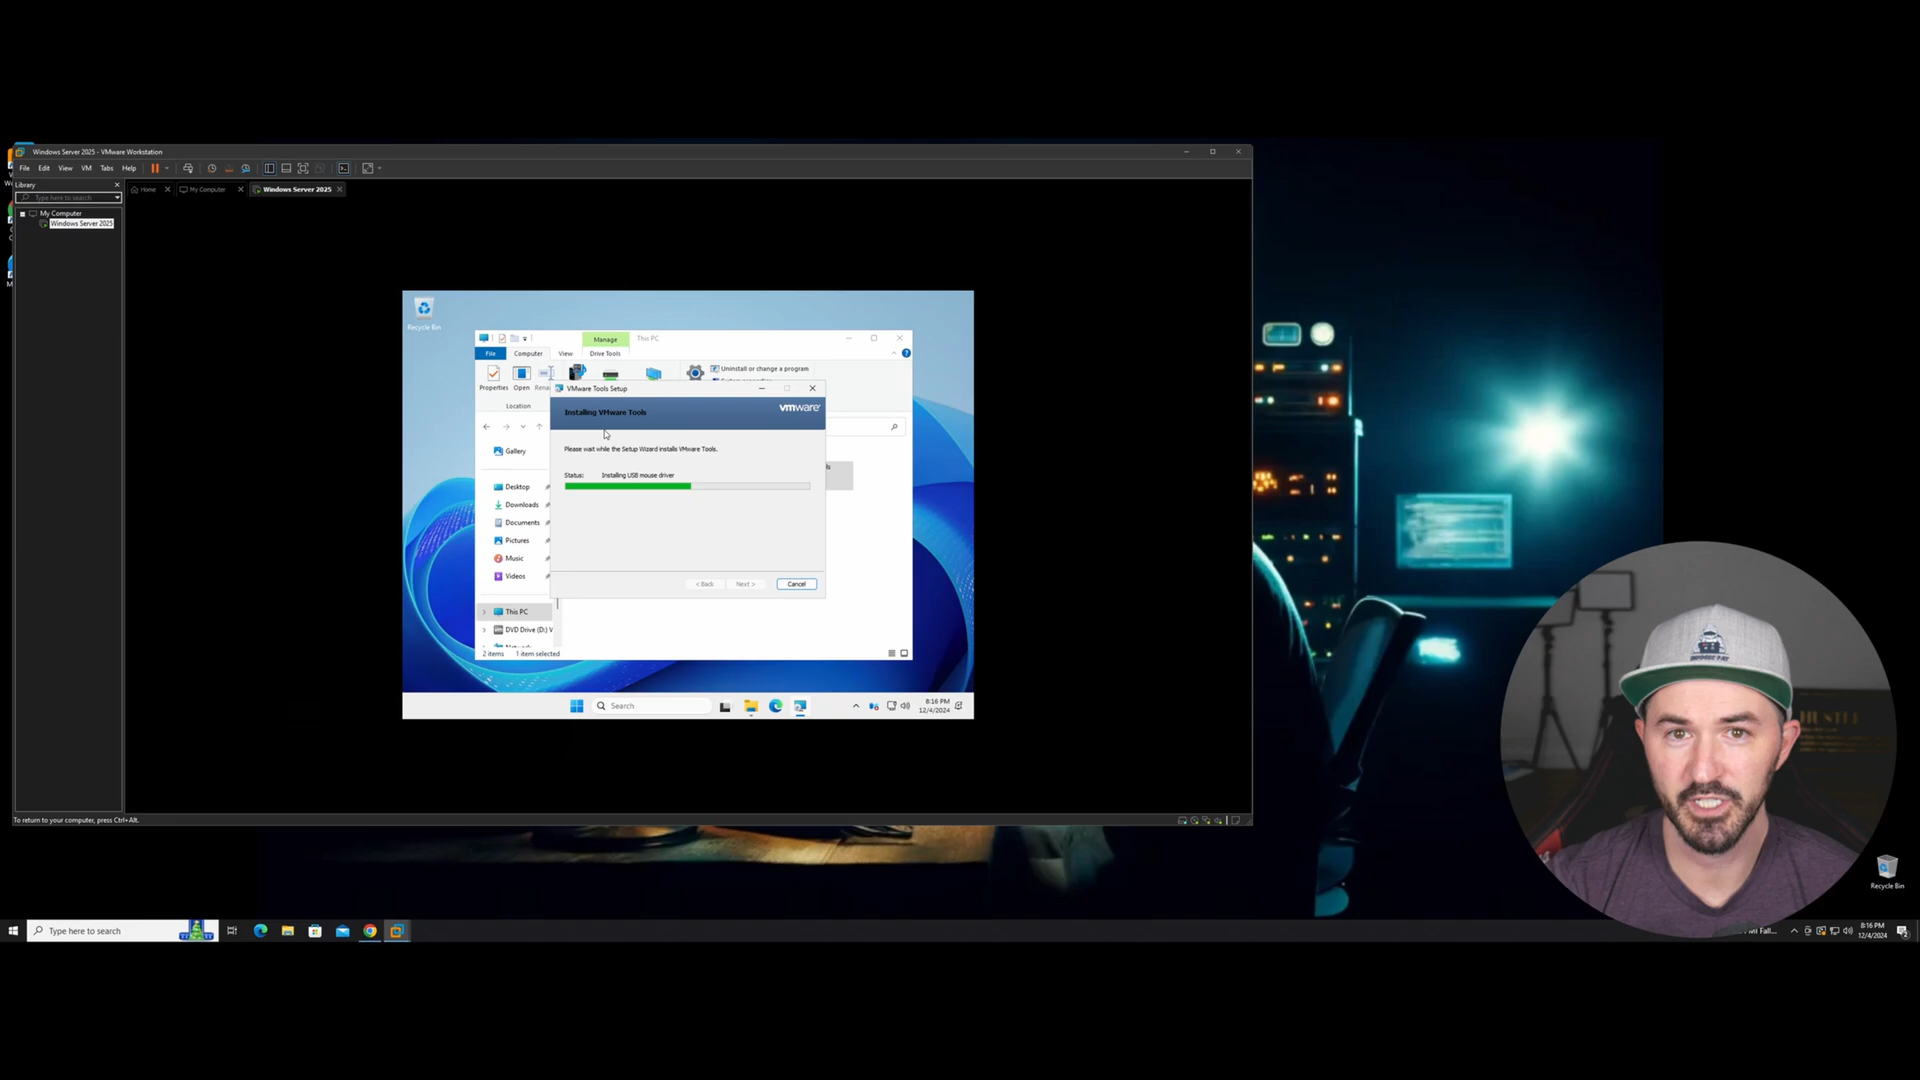 Windows Server 2025 - VMware Workstation
File Edit View VM Tabs Help
Library
Type here to search
Home
My Computer
Windows Server 2025
My Computer
Windows Server 2025
Recycle Bin
Manage
This PC
File
Computer
View
Drive Tools
Properties
Open
Uninstall or change a program
Location
VMware Tools Setup
Installing VMware Tools
vmware
Please wait while the Setup Wizard installs VMware Tools.
Status: Installing USB mouse driver
Gallery
Desktop
Downloads
Documents
Pictures
Music
Videos
< Back
Next >
Cancel
This PC
DVD Drive (D:) V
2 items 1 item selected
Search
8:16 PM
12/4/2024
To return to your computer, press Ctrl+Alt.
HUSTLE
Recycle Bin
Type here to search
8:16 PM
12/4/2024